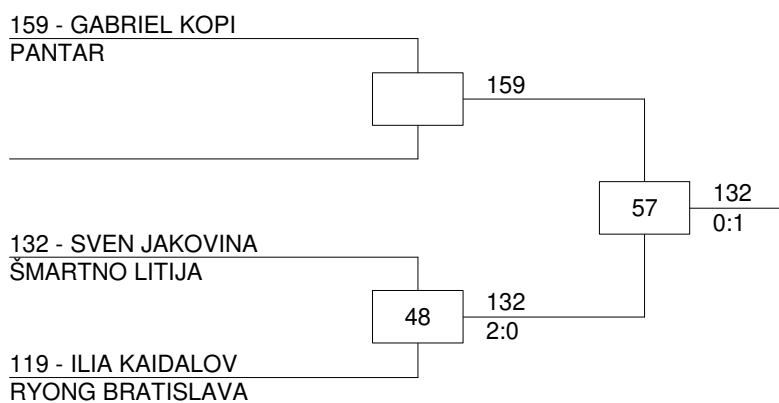 159 - GABRIEL KOPI
PANTAR
159
132 - SVEN JAKOVINA
ŠMARTNO LITIJA
48
132
2:0
119 - ILIA KAIDALOV
RYONG BRATISLAVA
57
132
0:1